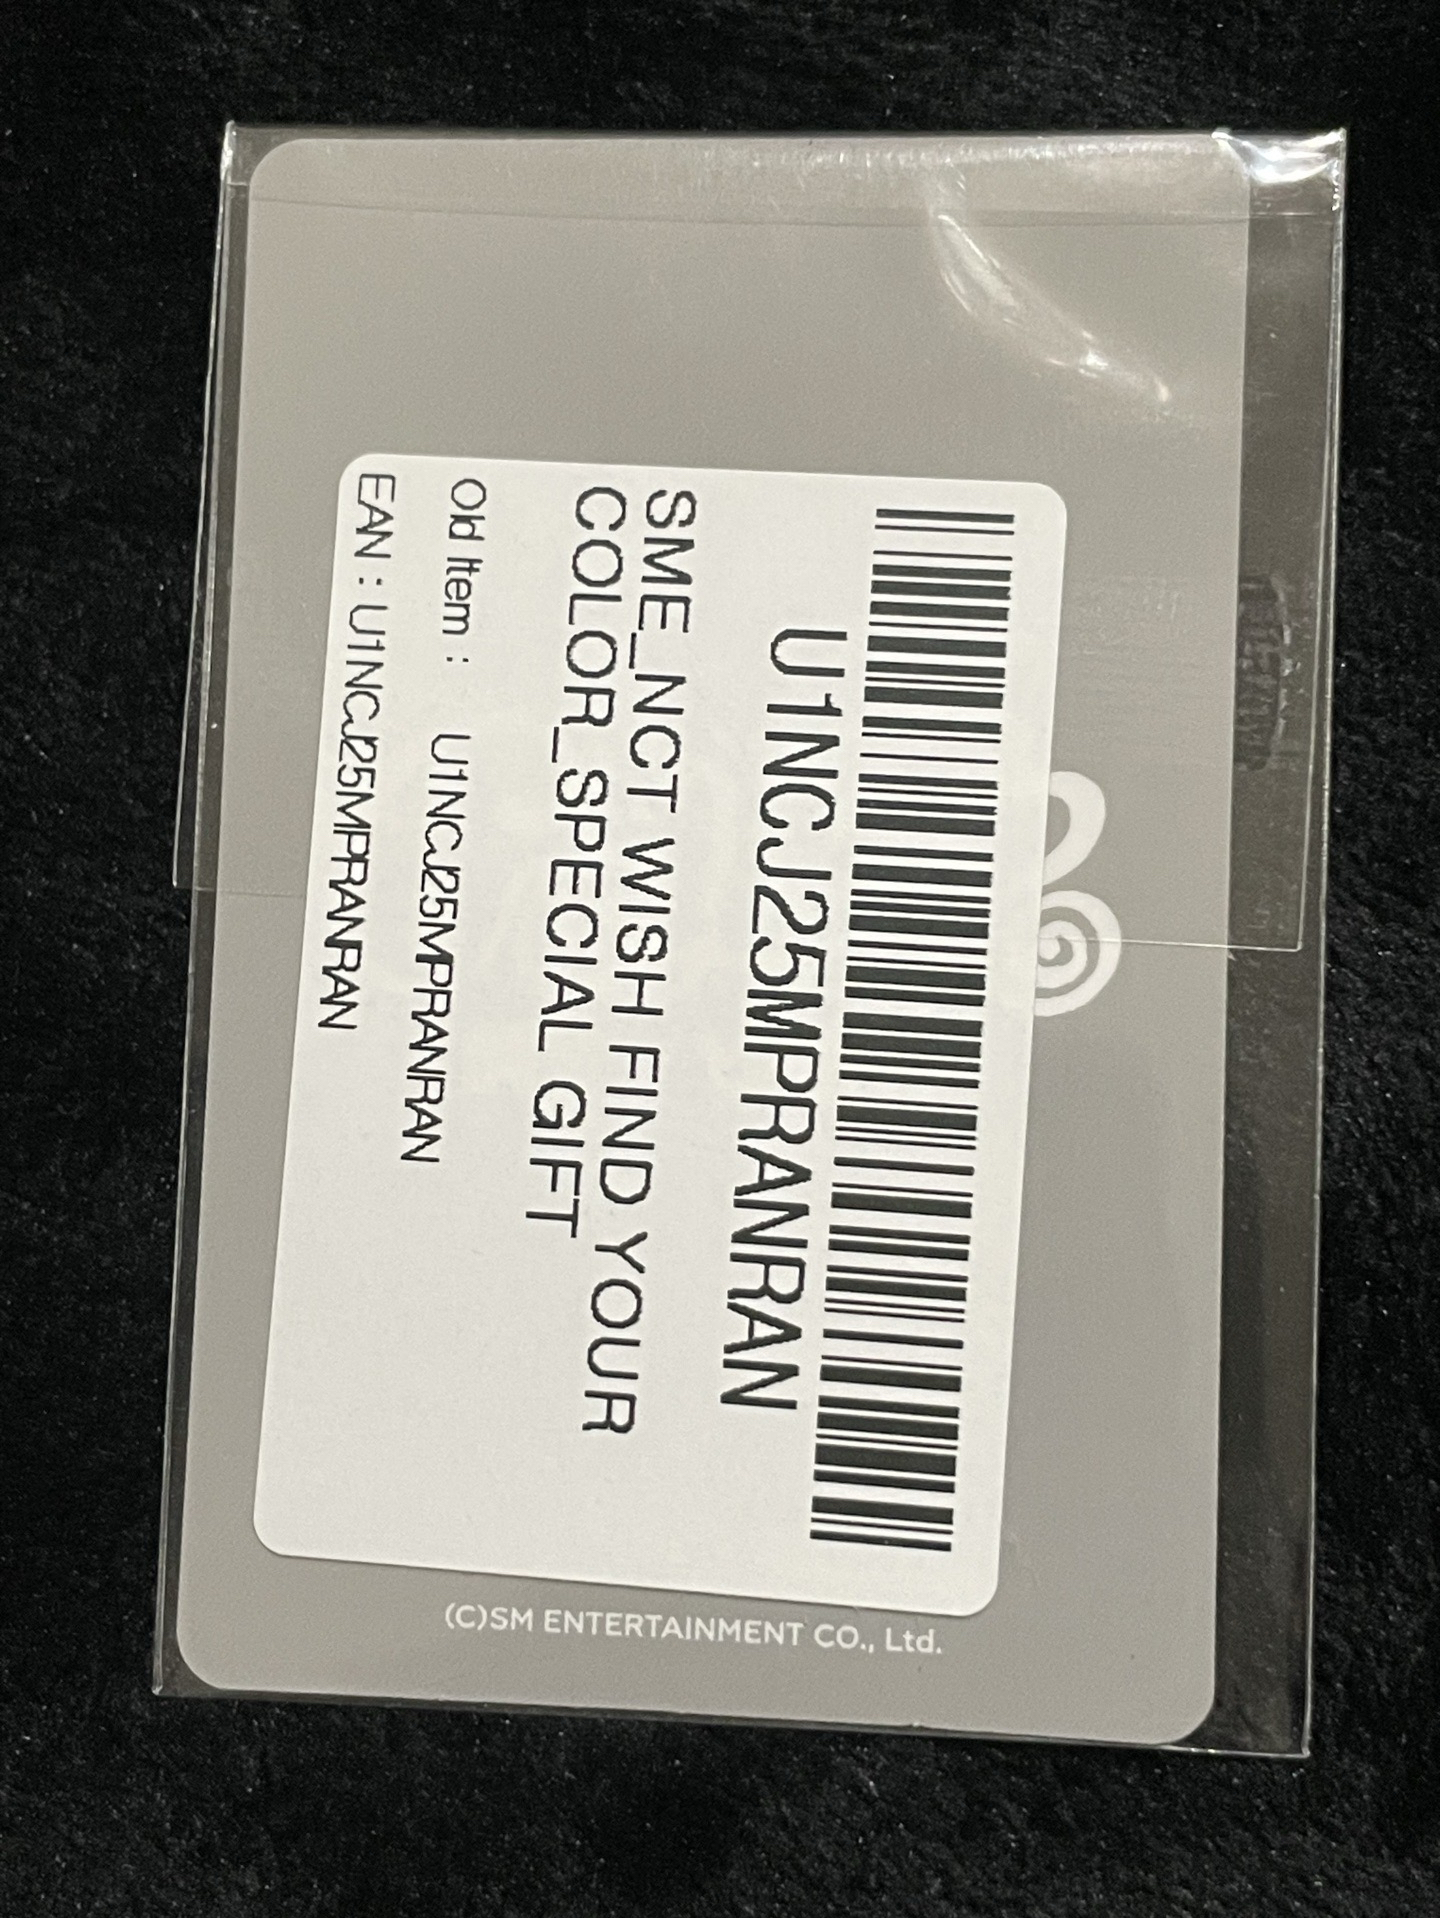 U1NCJ25MPRANRAN
SME_NCT WISH FIND YOUR
COLOR_SPECIAL GIFT
Old Item : U1NCJ25MPRANRAN
EAN : U1NCJ25MPRANRAN
(C)SM ENTERTAINMENT CO., Ltd.